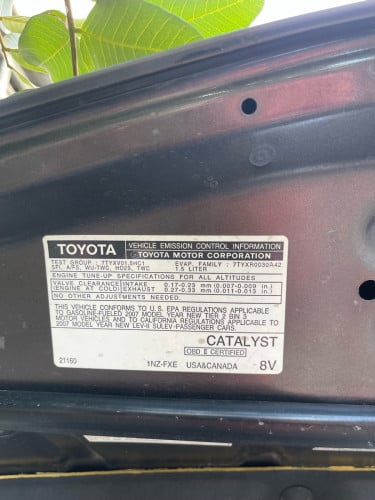 TOYOTA VEHICLE EMISSION CONTROL INFORMATION
TOYOTA MOTOR CORPORATION
TEST GROUP : 7TYXV01.5HC1 EVAP. FAMILY : 7TYXR0030A42
SFI, A/FS, WU-TWC, HO2S, TWC 1.5 LITER
ENGINE TUNE-UP SPECIFICATIONS FOR ALL ALTITUDES
VALVE CLEARANCE INTAKE 0.17-0.23 mm (0.007-0.009 in.)
(ENGINE AT COLD) EXHAUST 0.27-0.33 mm (0.011-0.013 in.)
NO OTHER ADJUSTMENTS NEEDED.
THIS VEHICLE CONFORMS TO U.S. EPA REGULATIONS APPLICABLE
TO GASOLINE-FUELED 2007 MODEL YEAR NEW TIER 2 BIN 3
MOTOR VEHICLES AND TO CALIFORNIA REGULATIONS APPLICABLE TO
2007 MODEL YEAR NEW LEV-II SULEV-PASSENGER CARS.
CATALYST
OBD II CERTIFIED
21160 1NZ-FXE USA&CANADA 8V